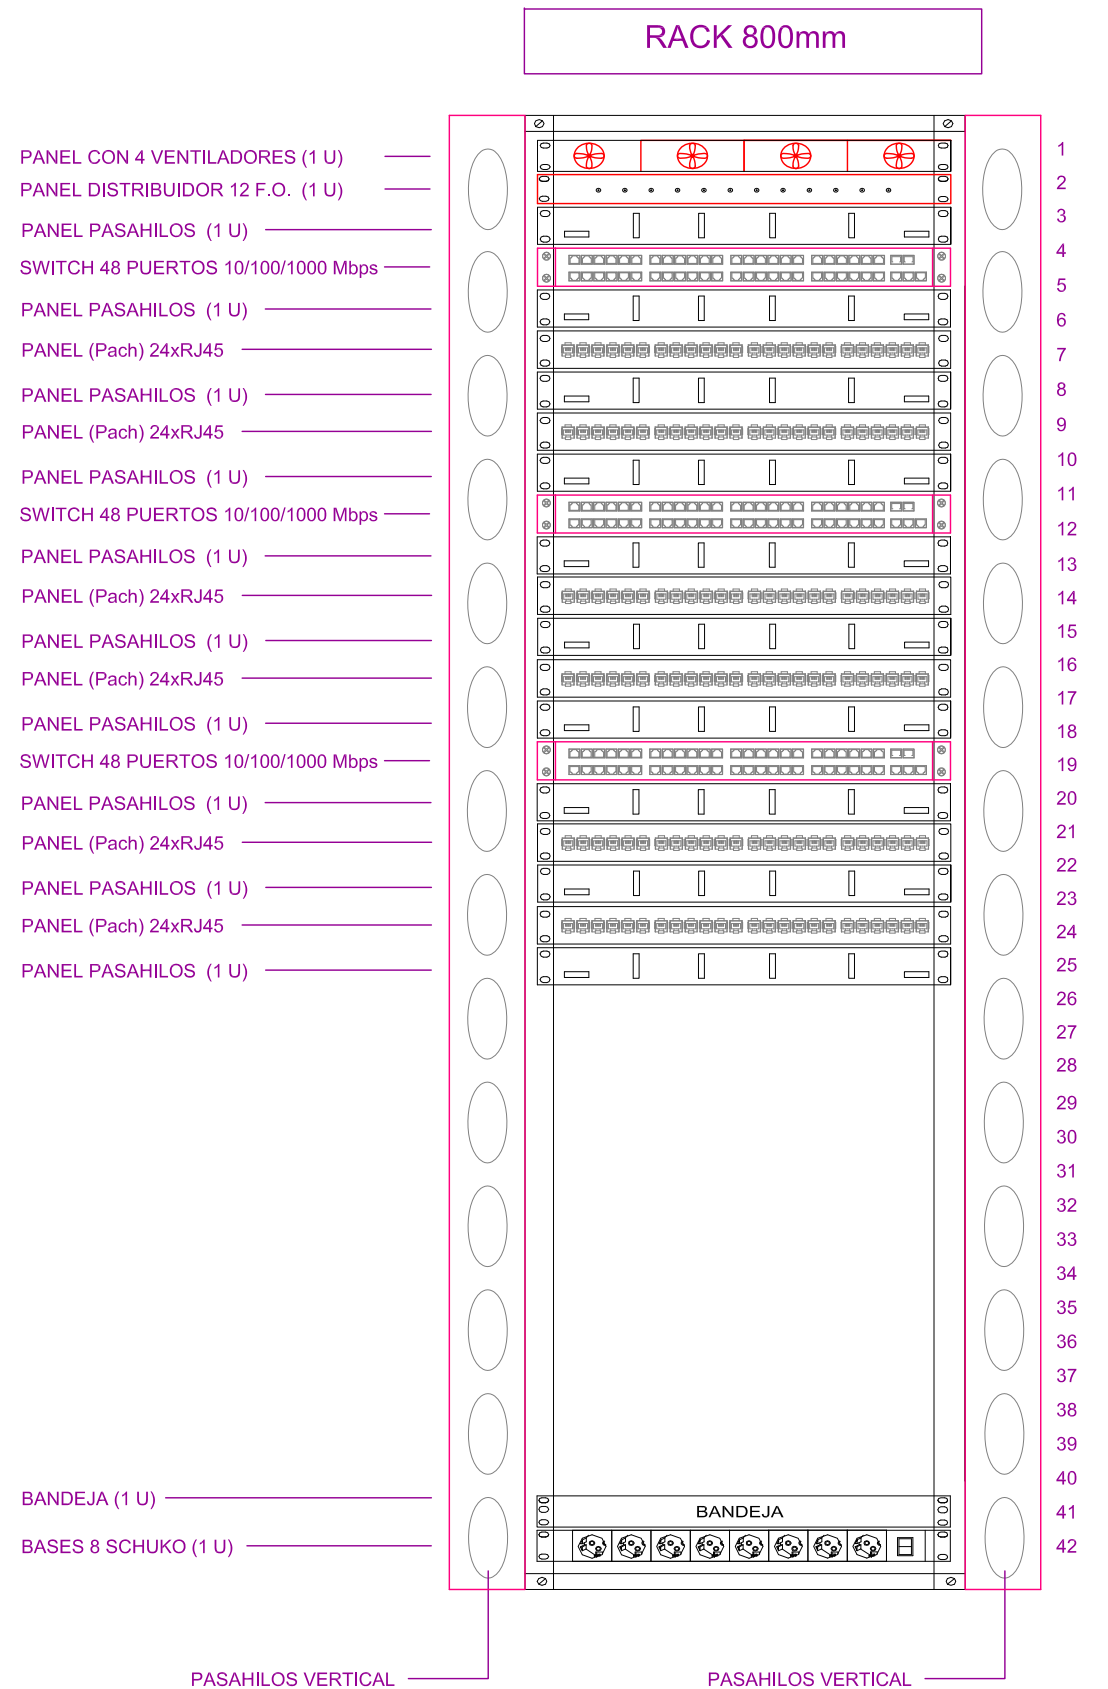 RACK 800mm
PANEL CON 4 VENTILADORES (1 U)
PANEL DISTRIBUIDOR 12 F.O. (1 U)
PANEL PASAHILOS (1 U)
SWITCH 48 PUERTOS 10/100/1000 Mbps
PANEL PASAHILOS (1 U)
PANEL (Pach) 24xRJ45
PANEL PASAHILOS (1 U)
PANEL (Pach) 24xRJ45
PANEL PASAHILOS (1 U)
SWITCH 48 PUERTOS 10/100/1000 Mbps
PANEL PASAHILOS (1 U)
PANEL (Pach) 24xRJ45
PANEL PASAHILOS (1 U)
PANEL (Pach) 24xRJ45
PANEL PASAHILOS (1 U)
SWITCH 48 PUERTOS 10/100/1000 Mbps
PANEL PASAHILOS (1 U)
PANEL (Pach) 24xRJ45
PANEL PASAHILOS (1 U)
PANEL (Pach) 24xRJ45
PANEL PASAHILOS (1 U)
BANDEJA (1 U)
BASES 8 SCHUKO (1 U)
BANDEJA
1
2
3
4
5
6
7
8
9
10
11
12
13
14
15
16
17
18
19
20
21
22
23
24
25
26
27
28
29
30
31
32
33
34
35
36
37
38
39
40
41
42
PASAHILOS VERTICAL
PASAHILOS VERTICAL